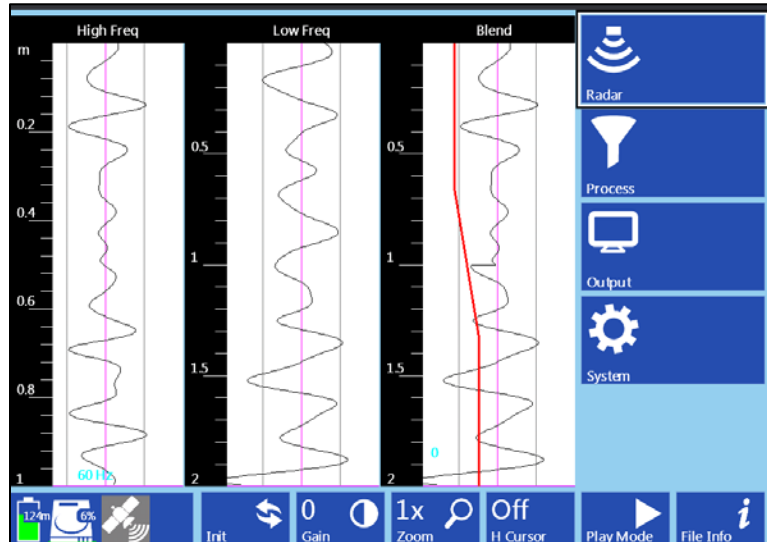 High Freq
Low Freq
Blend
m
0.2
0.4
0.6
0.8
1
60 Hz
0.5
1
1.5
2
0.5
1
1.5
2
0
Radar
Process
Output
System
124m
6%
Init
0
Gain
1x
Zoom
Off
H Cursor
Play Mode
i
File Info